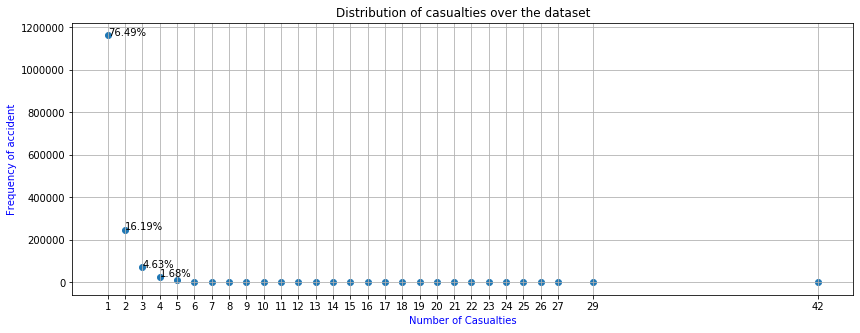 Distribution of casualties over the dataset
1200000
1000000
800000
600000
400000
200000
0
Frequency of accident
76.49%
16.19%
4.63%
1.68%
1 2 3 4 5 6 7 8 9 10 11 12 13 14 15 16 17 18 19 20 21 22 23 24 25 26 27 29 42
Number of Casualties